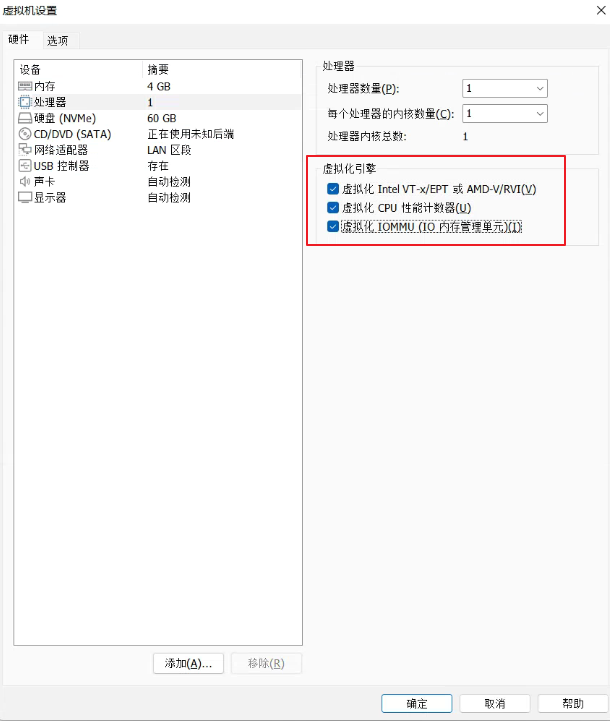 虚拟机设置
硬件 选项
设备 摘要
内存 4 GB
处理器 1
硬盘 (NVMe) 60 GB
CD/DVD (SATA) 正在使用未知后端
网络适配器 LAN 区段
USB 控制器 存在
声卡 自动检测
显示器 自动检测
添加(A)... 移除(R)
处理器
处理器数量(P): 1
每个处理器的内核数量(C): 1
处理器内核总数: 1
虚拟化引擎
虚拟化 Intel VT-x/EPT 或 AMD-V/RVI(V)
虚拟化 CPU 性能计数器(U)
虚拟化 IOMMU (IO 内存管理单元)(I)
确定 取消 帮助